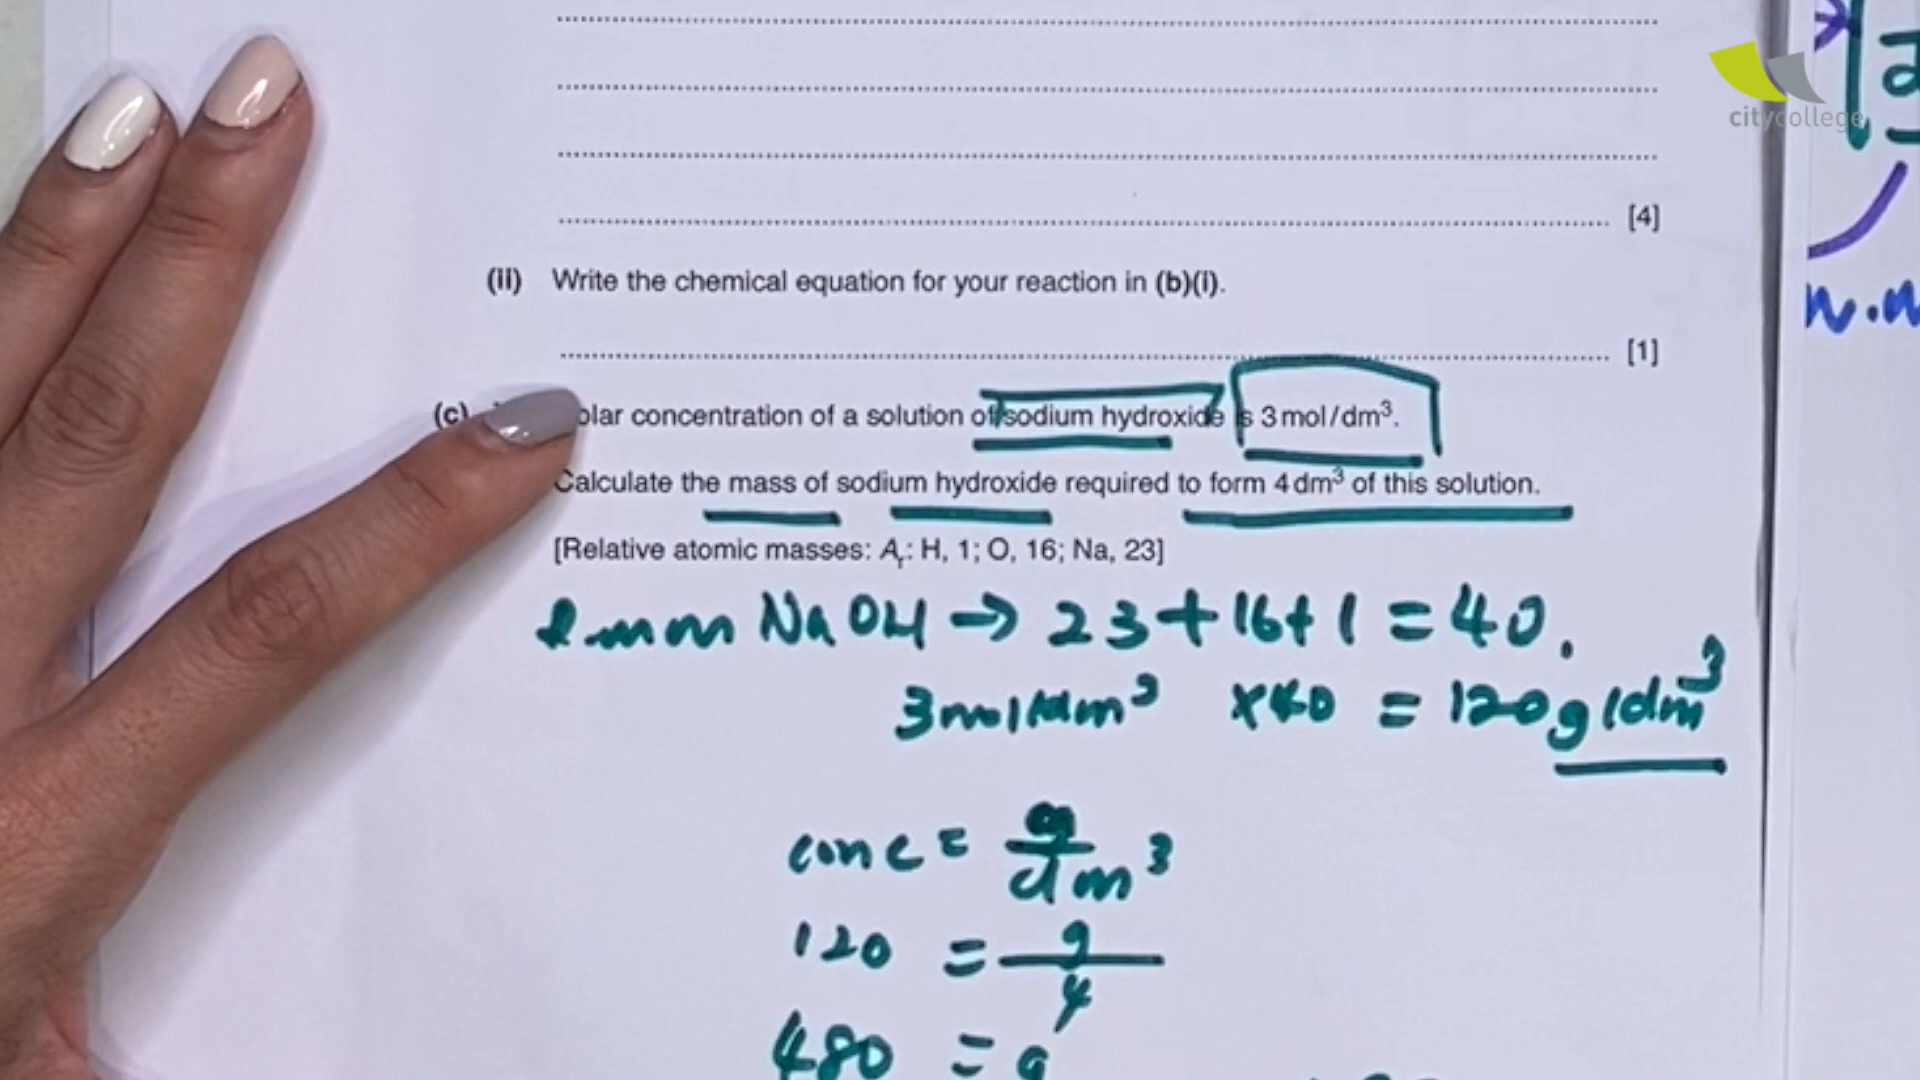 citycollege
[4]
(ii) Write the chemical equation for your reaction in (b)(i).
[1]
(c) olar concentration of a solution of sodium hydroxide is 3 mol/dm³.
Calculate the mass of sodium hydroxide required to form 4 dm³ of this solution.
[Relative atomic masses: Aᵣ: H, 1; O, 16; Na, 23]
NaOH → 23 + 16 + 1 = 40.
3mol/dm³ x40 = 120g/dm³
conc = g/dm³
120 = g/4
480 = g